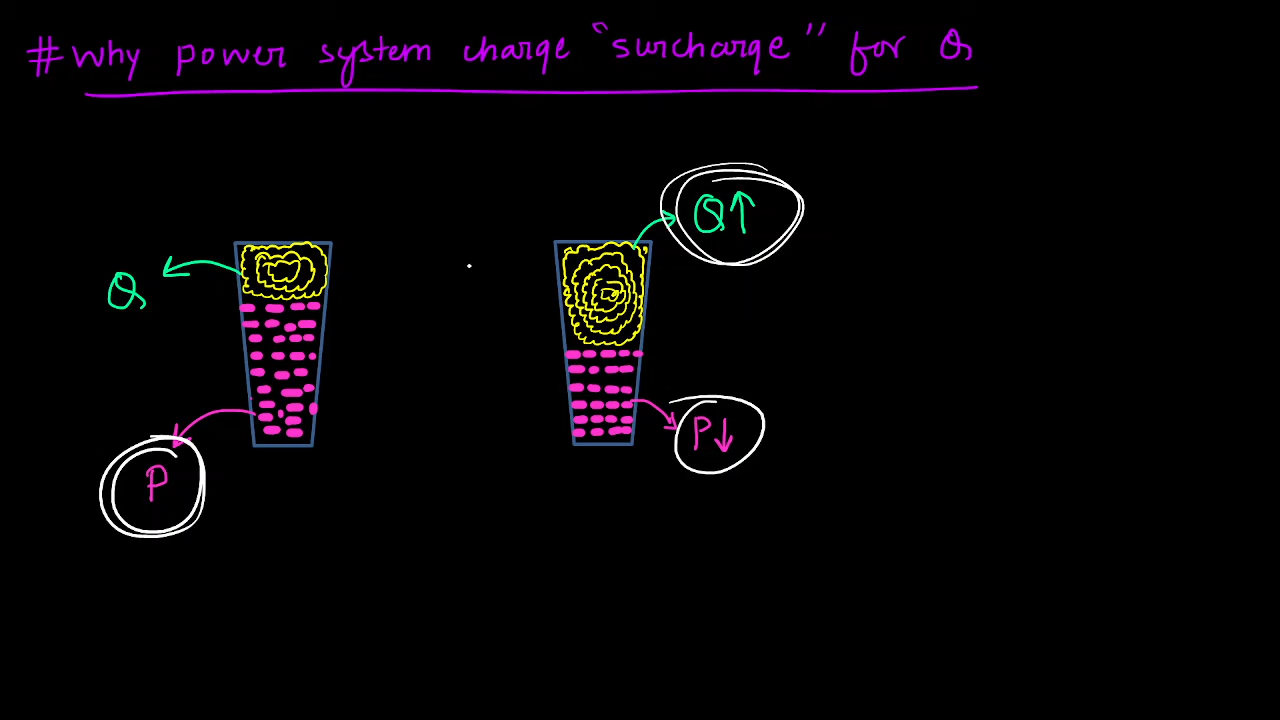 # Why power system charge "surcharge" for Q
Q↑
Q
P↓
P